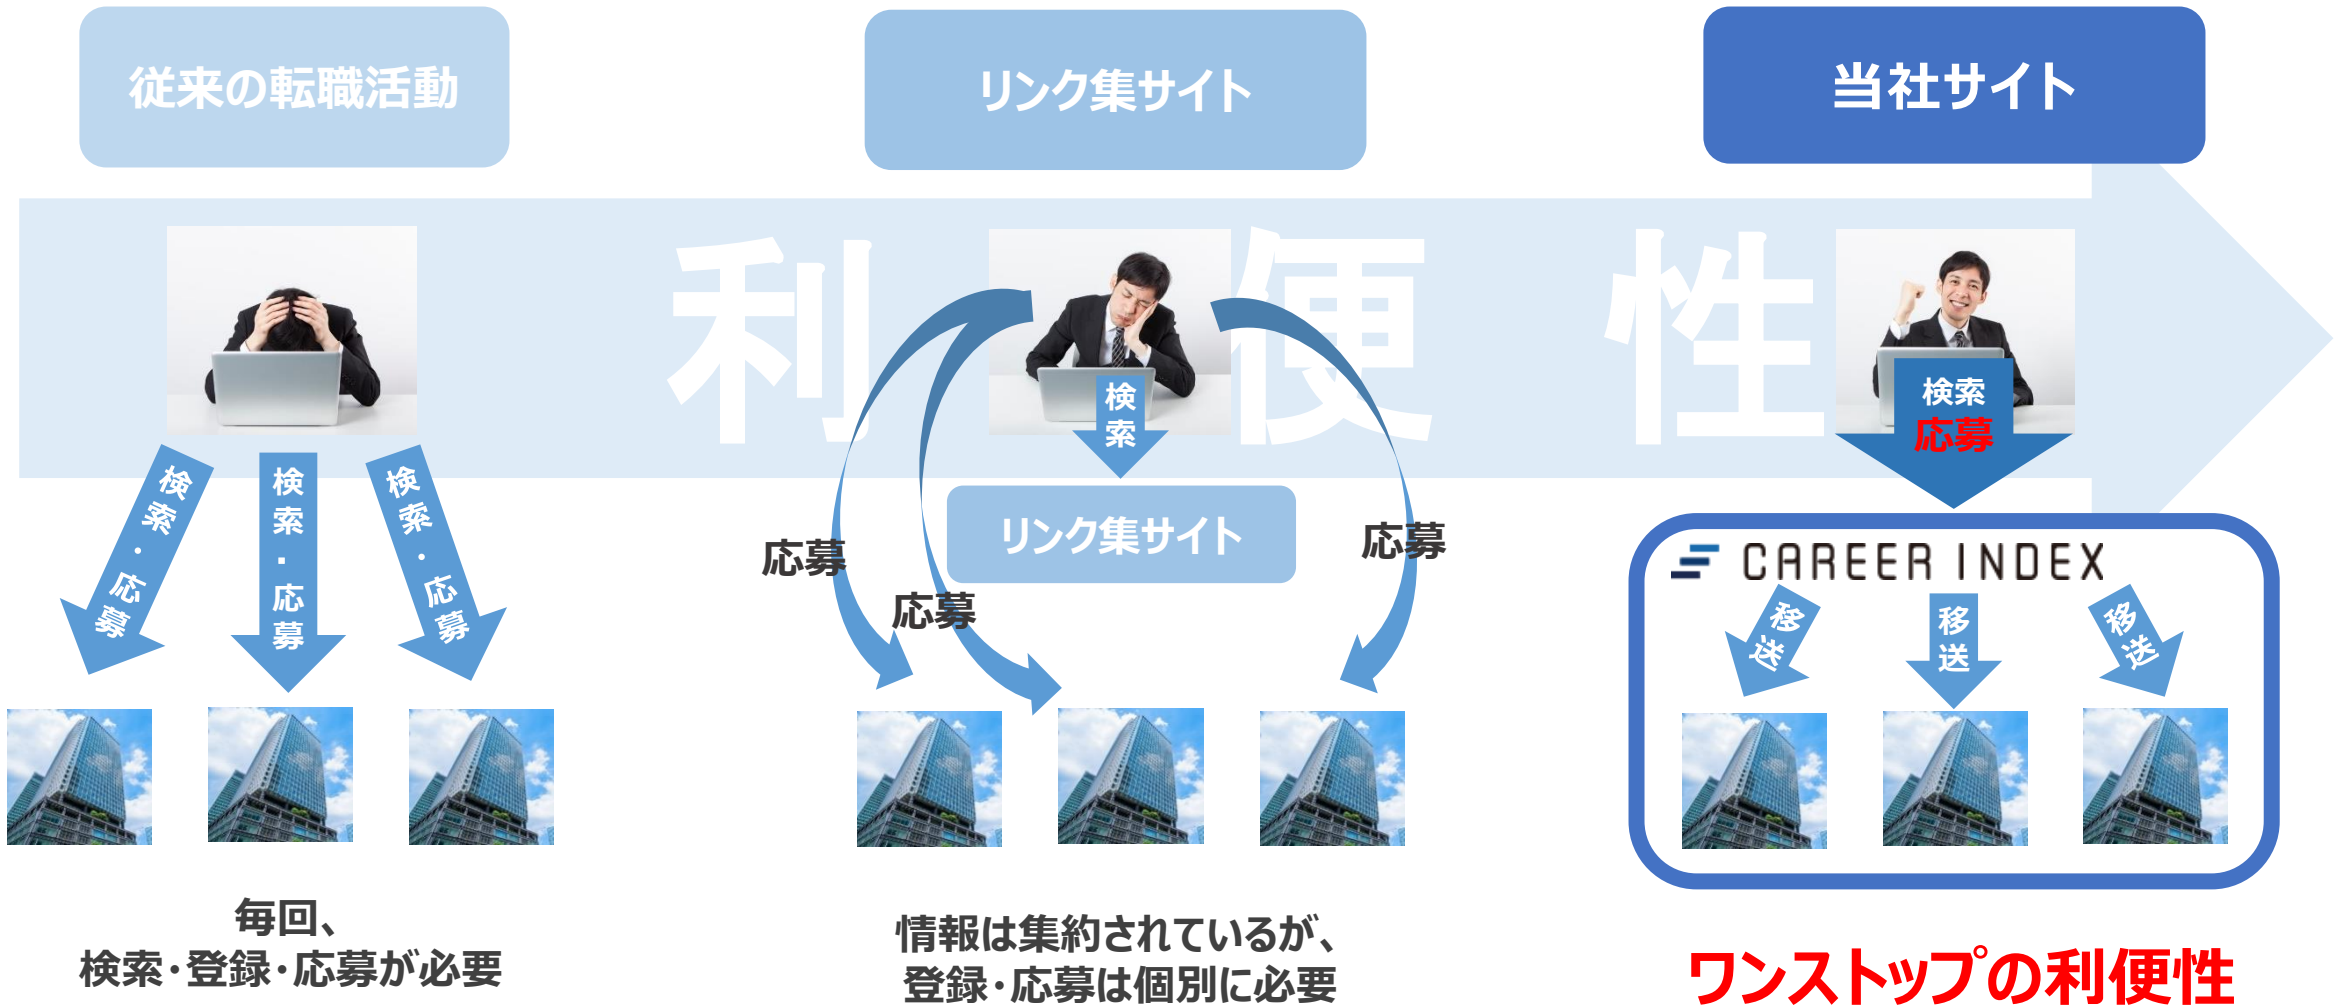 従来の転職活動
リンク集サイト
当社サイト
利便性
検索・応募
検索・応募
検索・応募
検索
リンク集サイト
応募
応募
応募
検索
応募
CAREER INDEX
移送
移送
移送
毎回、
検索・登録・応募が必要
情報は集約されているが、
登録・応募は個別に必要
ワンストップの利便性